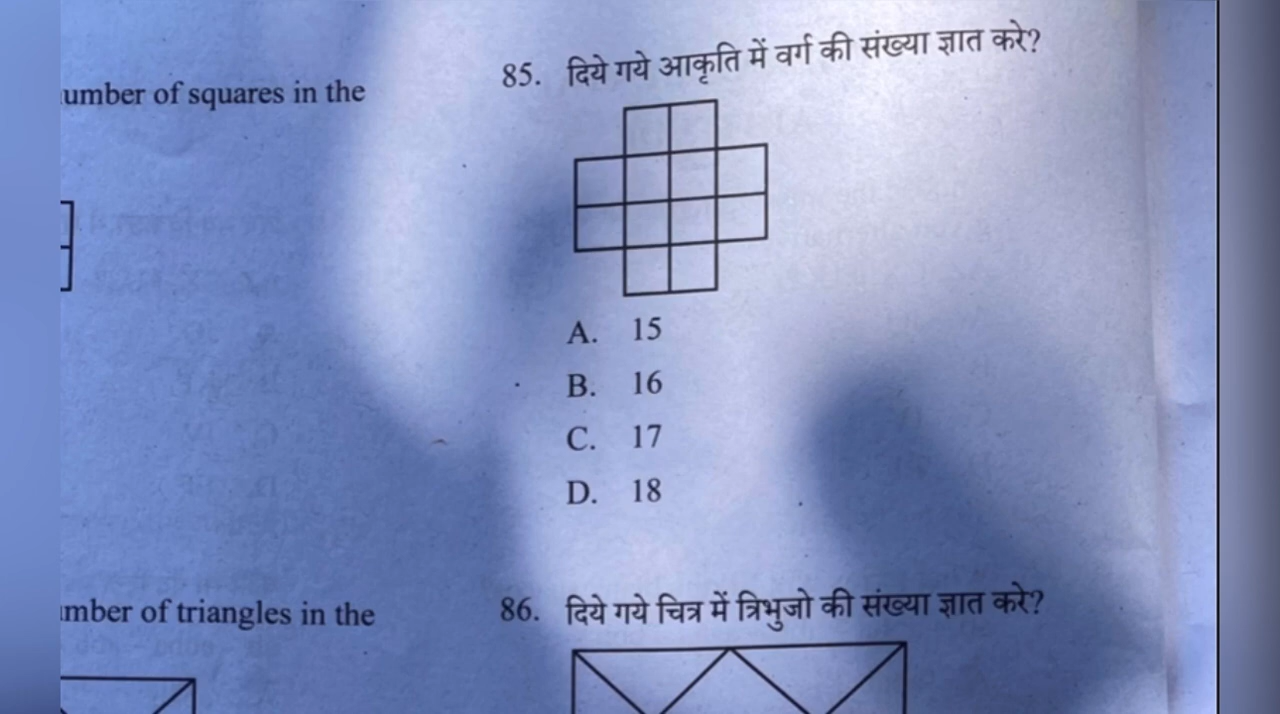 umber of squares in the
85. दिये गये आकृति में वर्ग की संख्या ज्ञात करे?
A. 15
B. 16
C. 17
D. 18
mber of triangles in the
86. दिये गये चित्र में त्रिभुजो की संख्या ज्ञात करे?